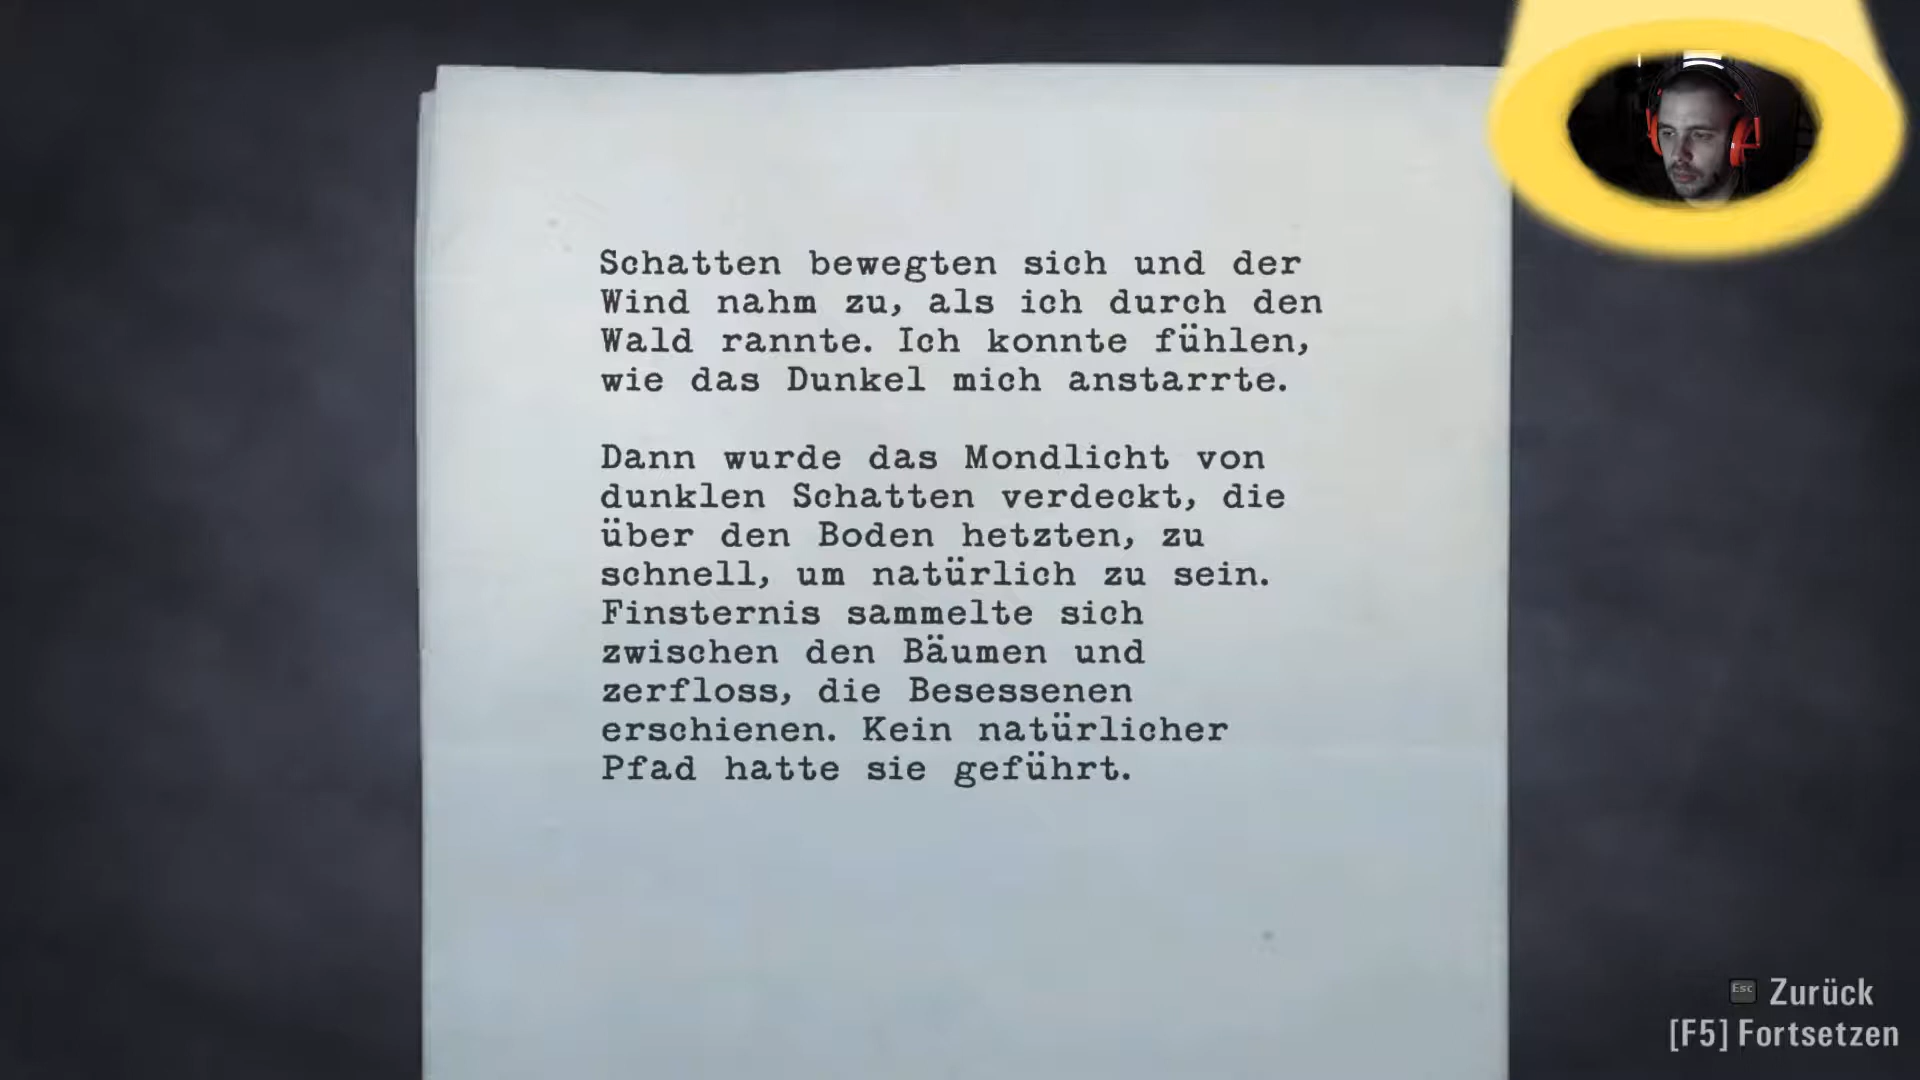 Schatten bewegten sich und der
Wind nahm zu, als ich durch den
Wald rannte. Ich konnte fühlen,
wie das Dunkel mich anstarrte.
Dann wurde das Mondlicht von
dunklen Schatten verdeckt, die
über den Boden hetzten, zu
schnell, um natürlich zu sein.
Finsternis sammelte sich
zwischen den Bäumen und
zerfloss, die Besessenen
erschienen. Kein natürlicher
Pfad hatte sie geführt.
Esc Zurück
[F5] Fortsetzen